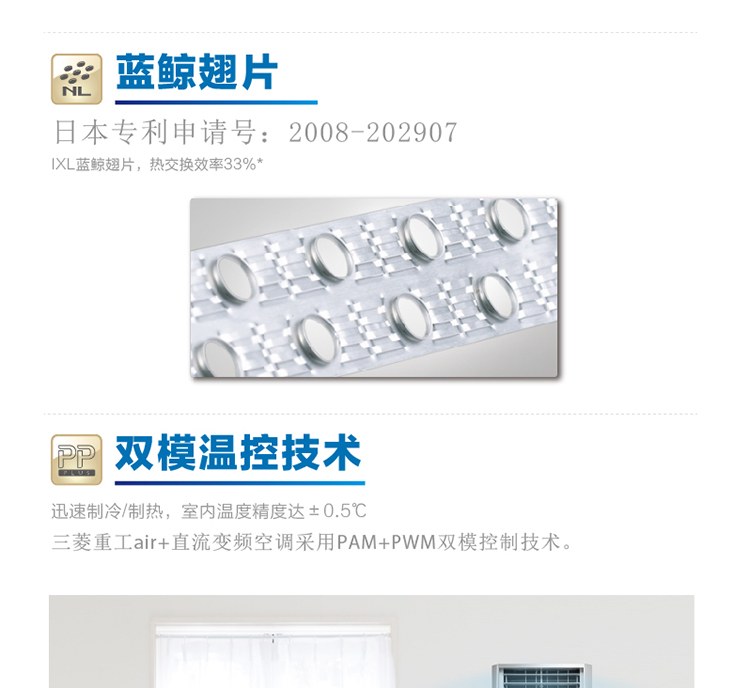 NL
蓝鲸翅片
日本专利申请号：2008-202907
IXL蓝鲸翅片，热交换效率33%*
PP
PLUS
双模温控技术
迅速制冷/制热，室内温度精度达±0.5℃
三菱重工air+直流变频空调采用PAM+PWM双模控制技术。